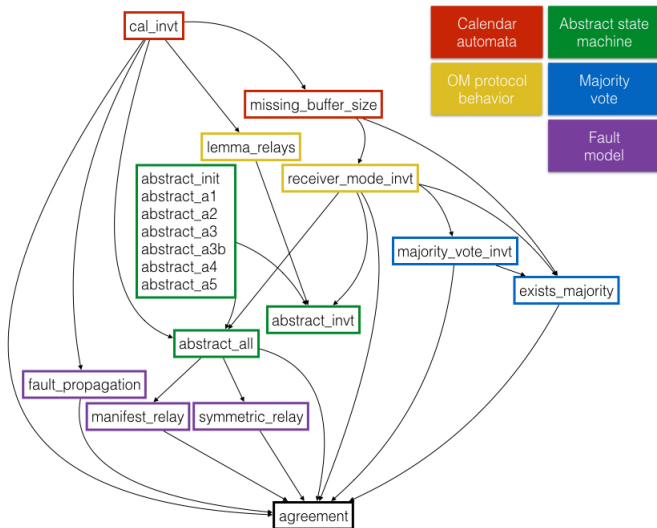 cal_invt
Calendar
automata
Abstract state
machine
OM protocol
behavior
Majority
vote
Fault
model
missing_buffer_size
lemma_relays
receiver_mode_invt
abstract_init
abstract_a1
abstract_a2
abstract_a3
abstract_a3b
abstract_a4
abstract_a5
majority_vote_invt
exists_majority
abstract_invt
abstract_all
fault_propagation
manifest_relay
symmetric_relay
agreement